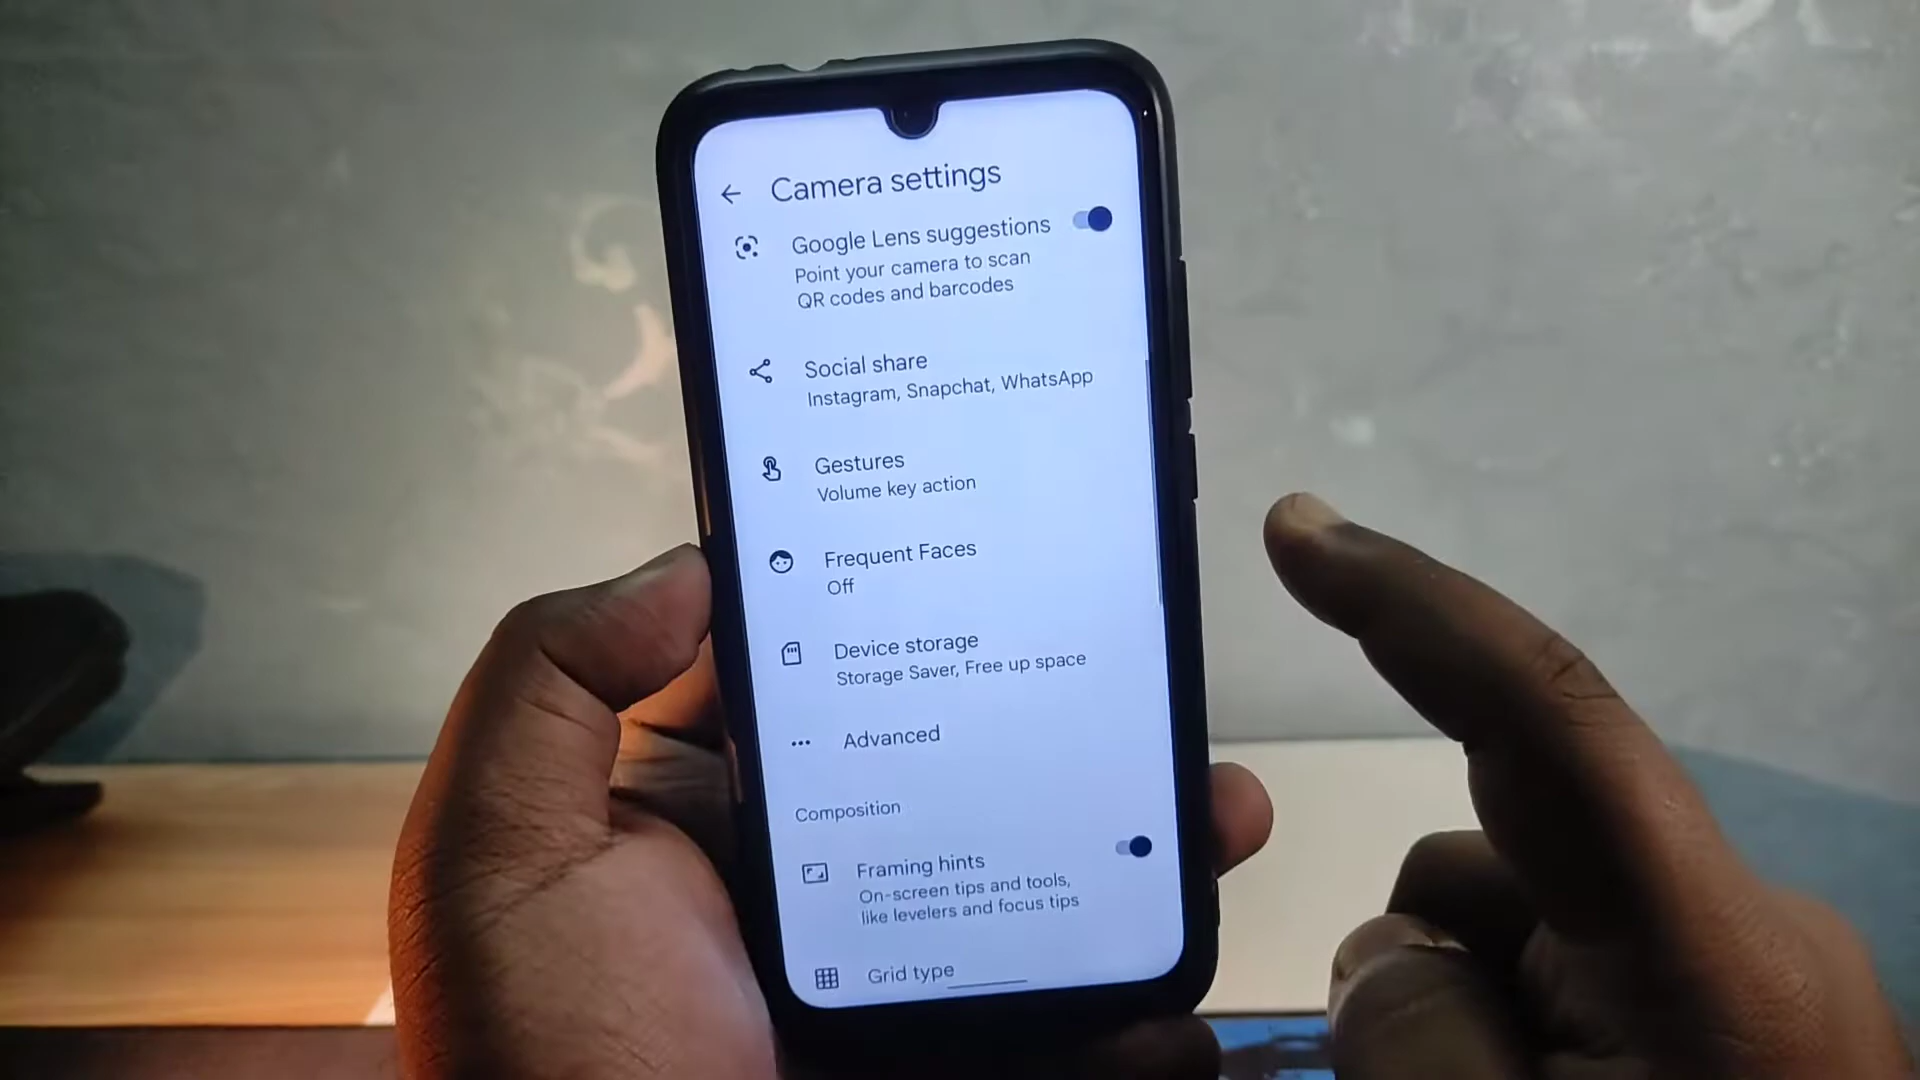 Camera settings
Google Lens suggestions
Point your camera to scan
QR codes and barcodes
Social share
Instagram, Snapchat, WhatsApp
Gestures
Volume key action
Frequent Faces
Off
Device storage
Storage Saver, Free up space
Advanced
Composition
Framing hints
On-screen tips and tools,
like levelers and focus tips
Grid type